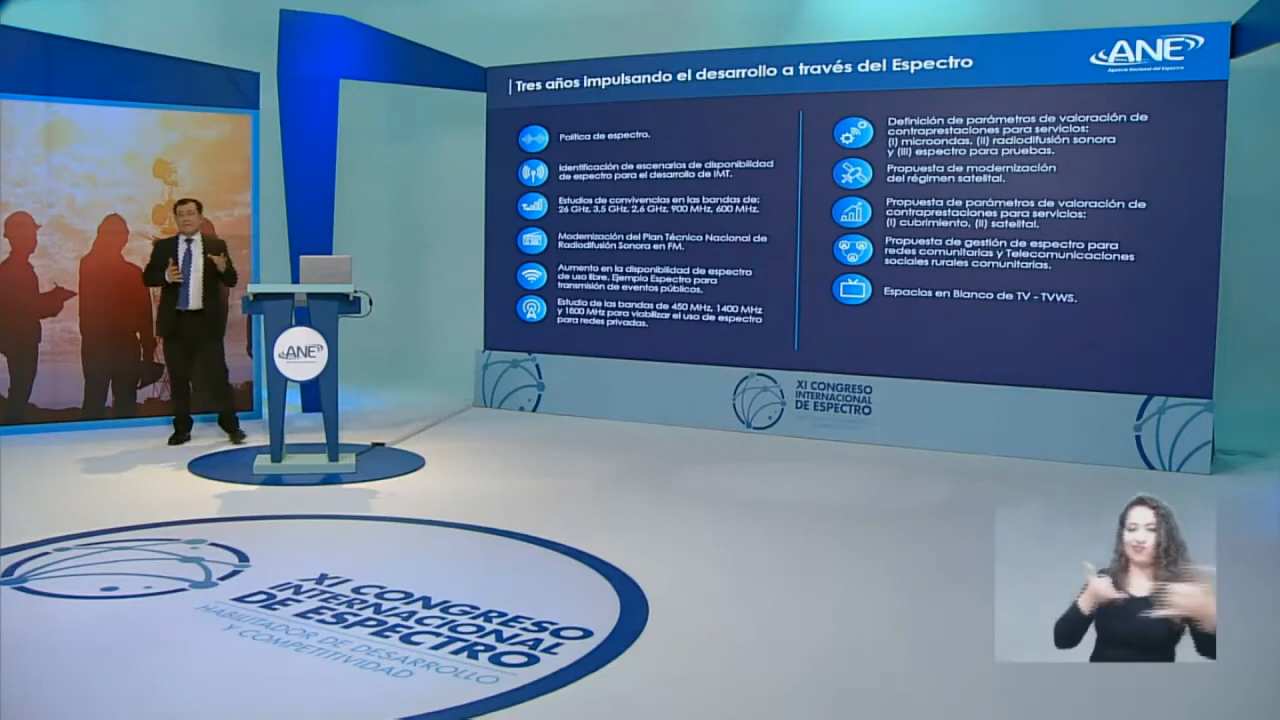 Tres años impulsando el desarrollo a través del Espectro
ANE
Agencia Nacional del Espectro
Política de espectro.
Identificación de escenarios de disponibilidad
de espectro para el desarrollo de IMT.
Estudios de convivencias en las bandas de:
26 GHz, 3.5 GHz, 2.6 GHz, 900 MHz, 600 MHz.
Modernización del Plan Técnico Nacional de
Radiodifusión Sonora en FM.
Aumento en la disponibilidad de espectro
de uso libre. Ejemplo Espectro para
transmisión de eventos públicos.
Estudio de las bandas de 450 MHz, 1400 MHz
y 1800 MHz para viabilizar el uso de espectro
para redes privadas.
Definición de parámetros de valoración de
contraprestaciones para servicios:
(i) microondas, (ii) radiodifusión sonora
y (iii) espectro para pruebas.
Propuesta de modernización
del régimen satelital.
Propuesta de parámetros de valoración de
contraprestaciones para servicios:
(i) cubrimiento, (ii) satelital.
Propuesta de gestión de espectro para
redes comunitarias y Telecomunicaciones
sociales rurales comunitarias.
Espacios en Blanco de TV - TVWS.
ANE
XI CONGRESO
INTERNACIONAL
DE ESPECTRO
XI CONGRESO
INTERNACIONAL
DE ESPECTRO
HABILITADOR DE DESARROLLO
Y COMPETITIVIDAD